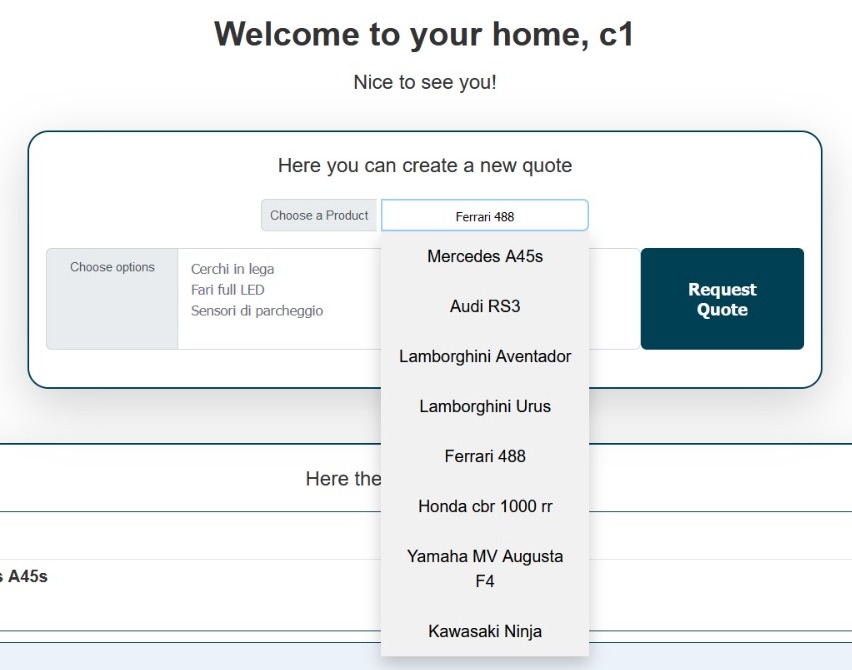 Welcome to your home, c1
Nice to see you!
Here you can create a new quote
Choose a Product
Ferrari 488
Choose options
Cerchi in lega
Fari full LED
Sensori di parcheggio
Request
Quote
Mercedes A45s
Audi RS3
Lamborghini Aventador
Lamborghini Urus
Ferrari 488
Honda cbr 1000 rr
Yamaha MV Augusta
F4
Kawasaki Ninja
Here the
s A45s